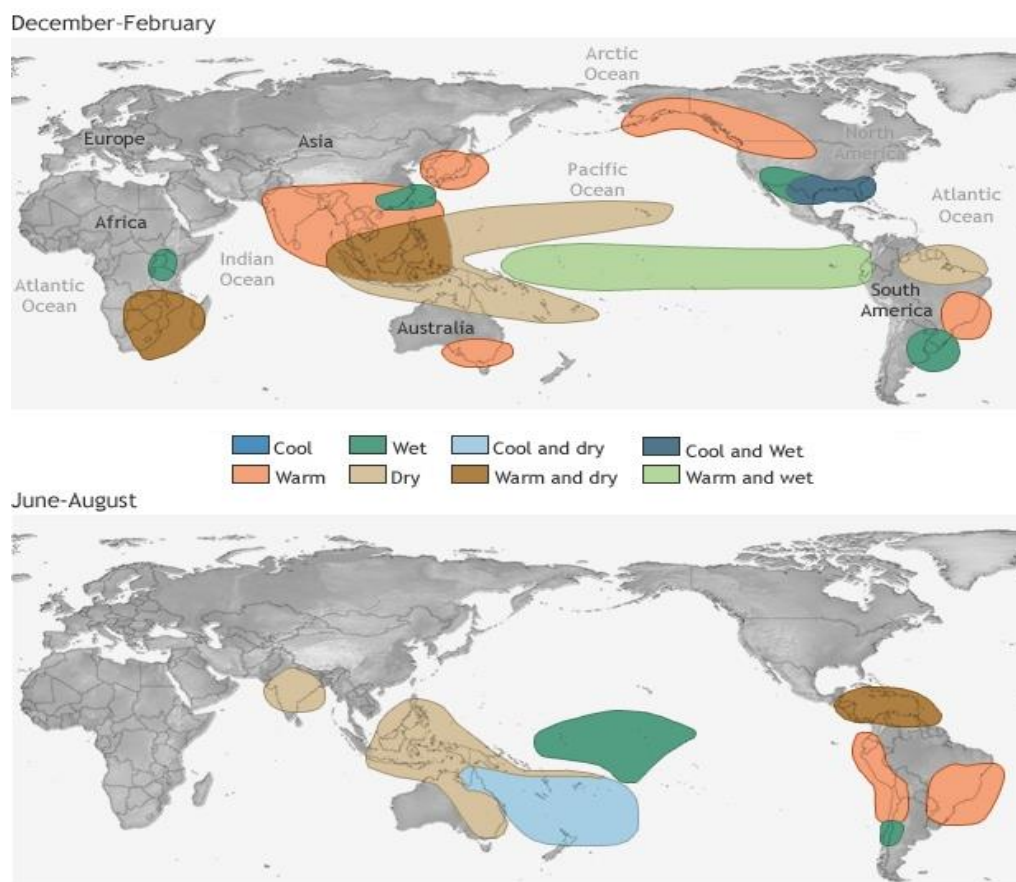 December-February
Arctic
Ocean
Europe
Asia
North
America
Pacific
Ocean
Atlantic
Ocean
Africa
Indian
Ocean
Atlantic
Ocean
South
America
Australia
Cool
Wet
Cool and dry
Cool and Wet
Warm
Dry
Warm and dry
Warm and wet
June-August